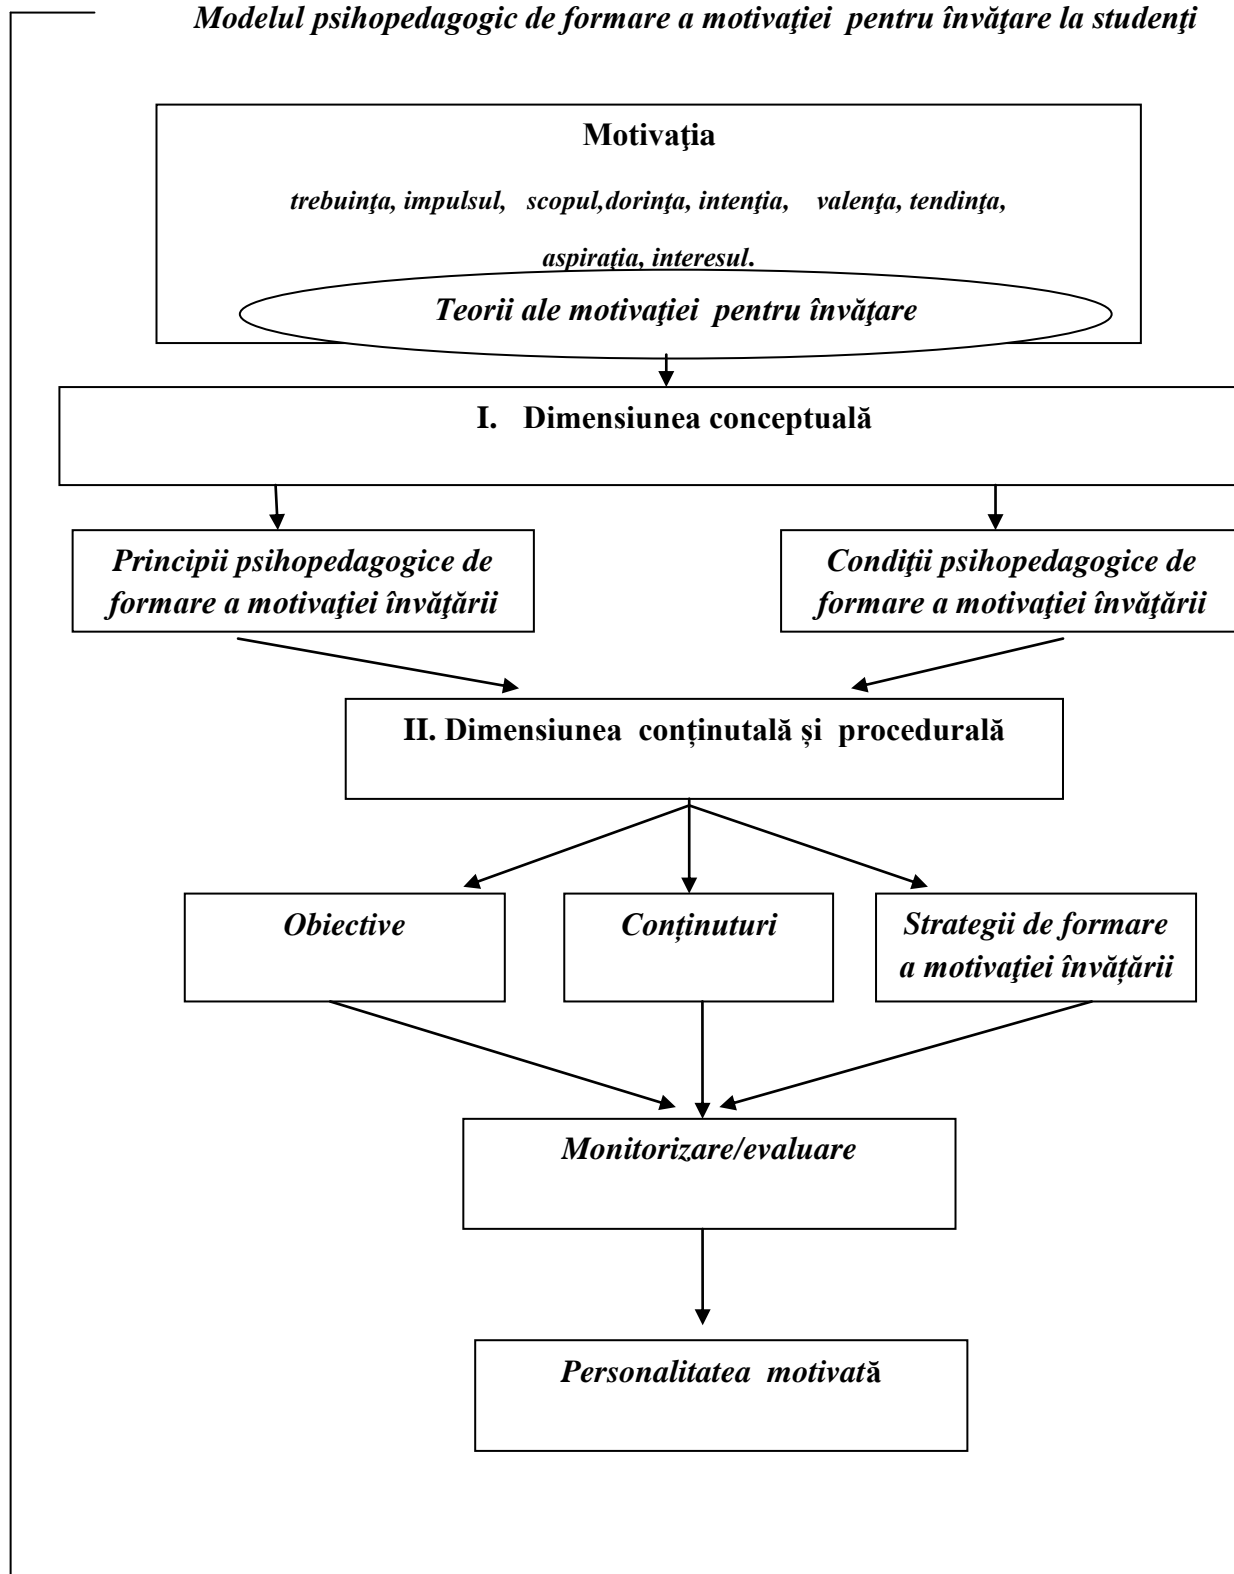 Modelul psihopedagogic de formare a motivaţiei pentru învăţare la studenţi
Motivaţia
trebuinţa, impulsul, scopul,dorinţa, intenţia, valenţa, tendinţa,
aspiraţia, interesul.
Teorii ale motivaţiei pentru învăţare
I. Dimensiunea conceptuală
Principii psihopedagogice de
formare a motivaţiei învăţării
Condiţii psihopedagogice de
formare a motivaţiei învăţării
II. Dimensiunea conținutală și procedurală
Obiective
Conținuturi
Strategii de formare
a motivaţiei învățării
Monitorizare/evaluare
Personalitatea motivată